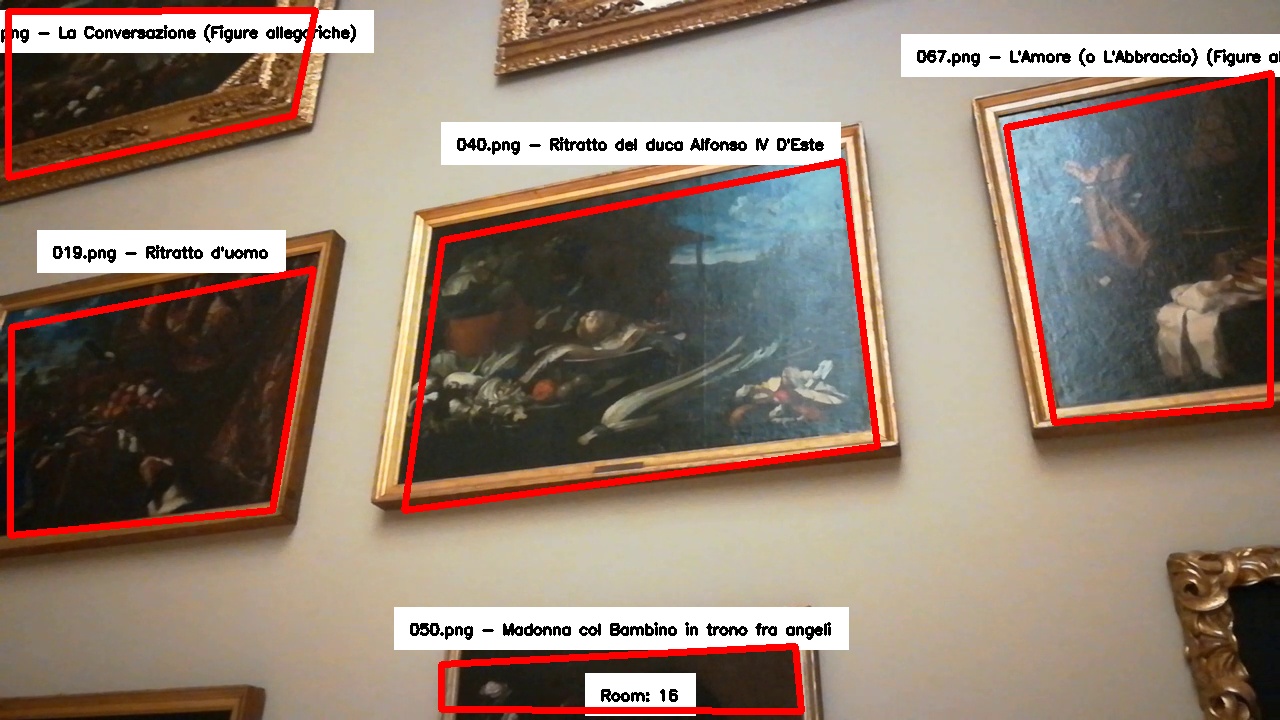 png – La Conversazione (Figure allegoriche)
067.png – L'Amore (o L'Abbraccio) (Figure al
040.png – Ritratto del duca Alfonso IV D'Este
019.png – Ritratto d'uomo
050.png – Madonna col Bambino in trono fra angeli
Room: 16